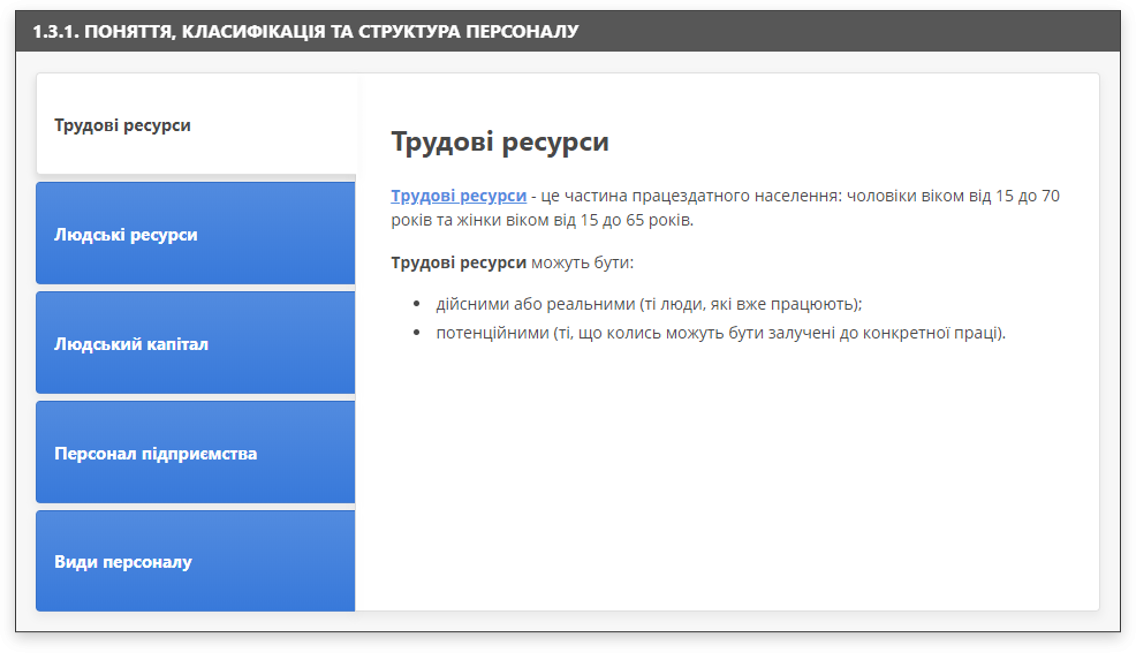 1.3.1. ПОНЯТТЯ, КЛАСИФІКАЦІЯ ТА СТРУКТУРА ПЕРСОНАЛУ
Трудові ресурси
Людські ресурси
Людський капітал
Персонал підприємства
Види персоналу
Трудові ресурси
Трудові ресурси - це частина працездатного населення: чоловіки віком від 15 до 70
років та жінки віком від 15 до 65 років.
Трудові ресурси можуть бути:
• дійсними або реальними (ті люди, які вже працюють);
• потенційними (ті, що колись можуть бути залучені до конкретної праці).